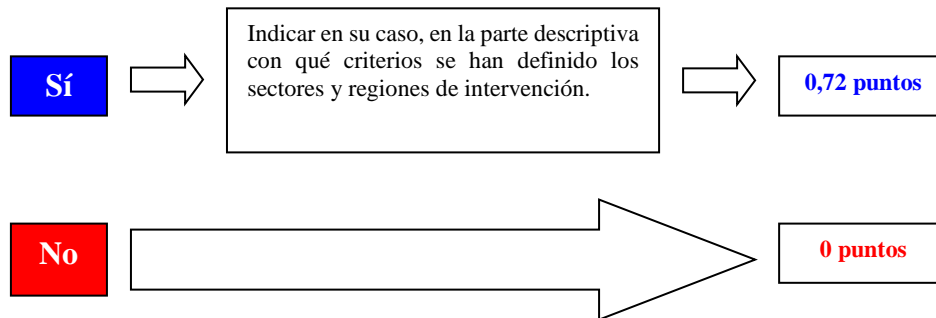 Sí
Indicar en su caso, en la parte descriptiva
con qué criterios se han definido los
sectores y regiones de intervención.
0,72 puntos
No
0 puntos